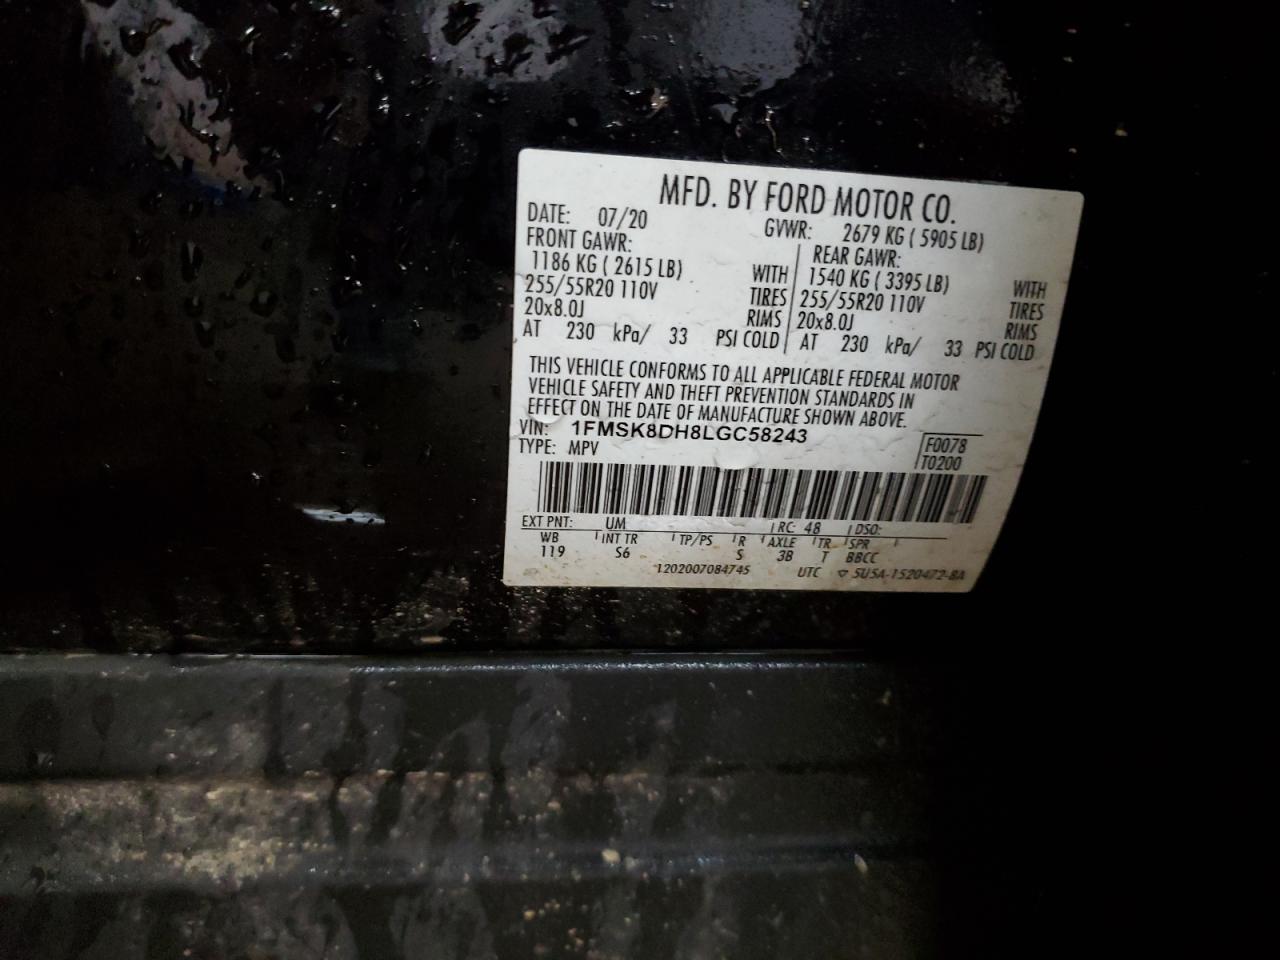 MFD. BY FORD MOTOR CO.
DATE: 07/20 GVWR: 2679 KG ( 5905 LB)
FRONT GAWR: REAR GAWR:
1186 KG ( 2615 LB) WITH 1540 KG ( 3395 LB) WITH
255/55R20 110V TIRES 255/55R20 110V TIRES
20x8.0J RIMS 20x8.0J RIMS
AT 230 kPa/ 33 PSI COLD AT 230 kPa/ 33 PSI COLD
THIS VEHICLE CONFORMS TO ALL APPLICABLE FEDERAL MOTOR
VEHICLE SAFETY AND THEFT PREVENTION STANDARDS IN
EFFECT ON THE DATE OF MANUFACTURE SHOWN ABOVE.
VIN: 1FMSK8DH8LGC58243
TYPE: MPV F0078
T0200
EXT PNT: UM RC: 48 DSO:
WB INT TR TP/PS R AXLE TR SPR
119 S6 S 3B T BBCC
1202007084745 UTC ▽ 5U5A-1520472-BA